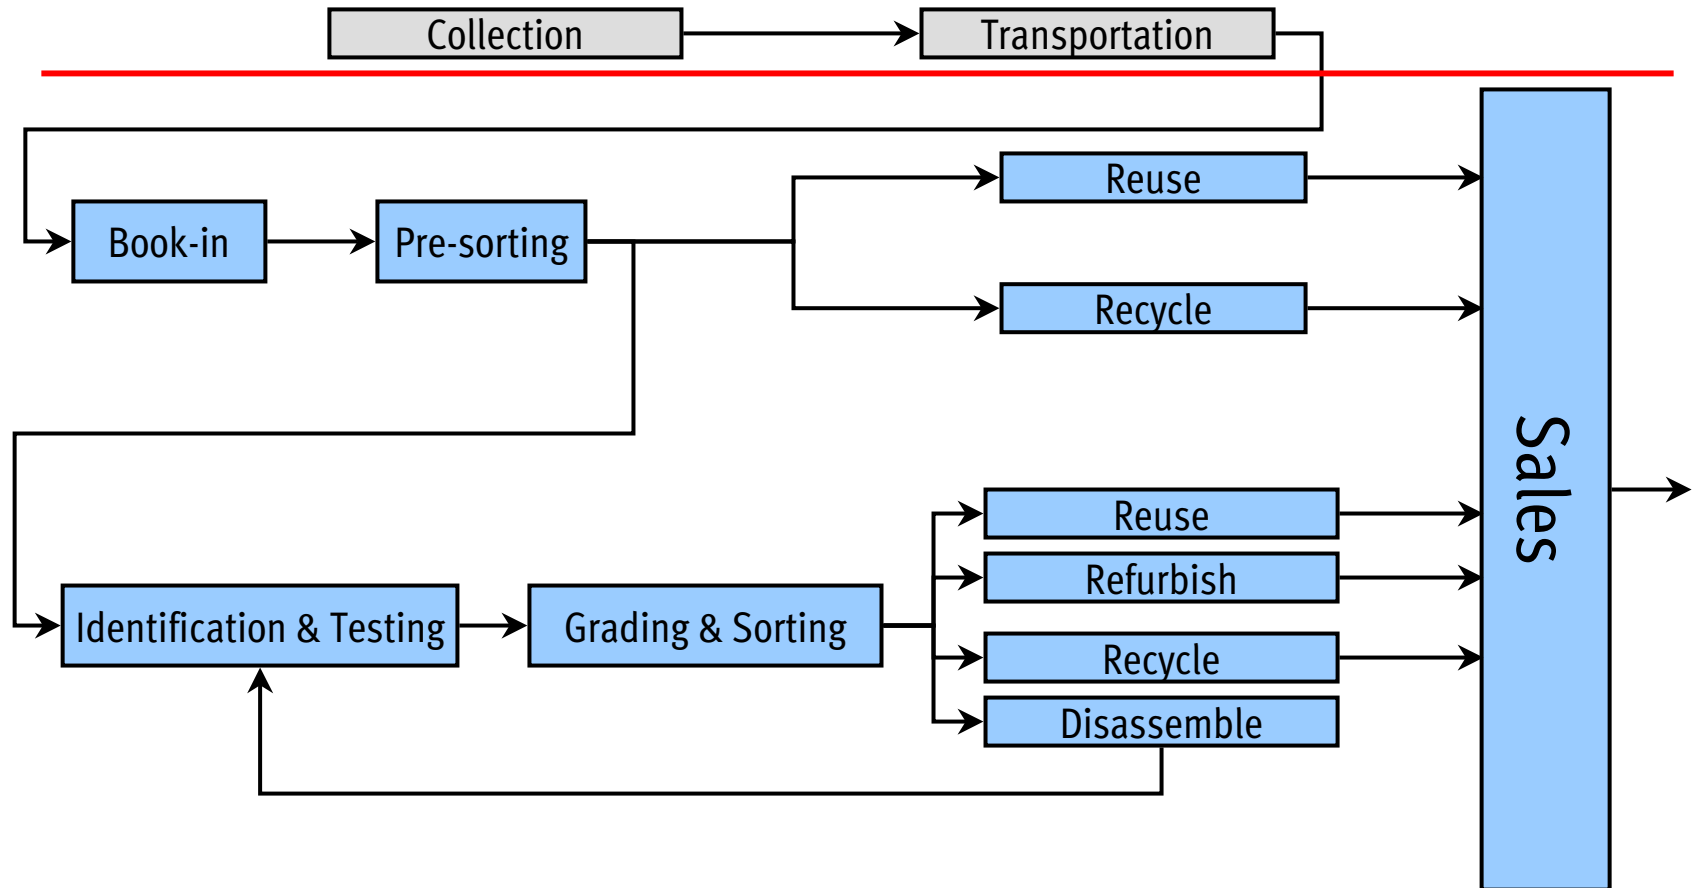 Collection
Transportation
Reuse
Book-in
Pre-sorting
Recycle
Sales
Reuse
Refurbish
Identification & Testing
Grading & Sorting
Recycle
Disassemble